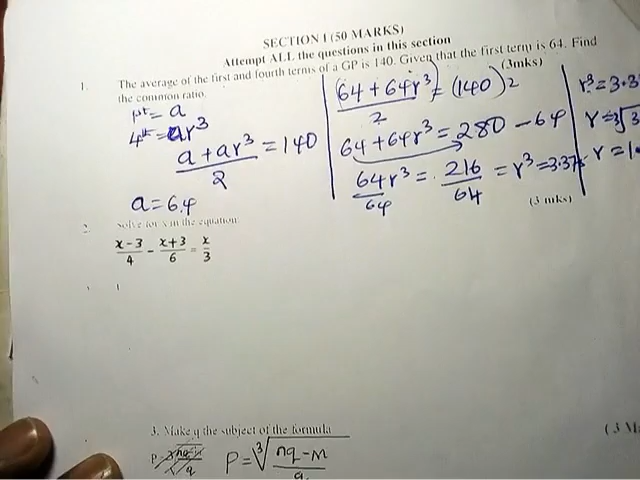 SECTION I (50 MARKS)
Attempt ALL the questions in this section
1. The average of the first and fourth terms of a GP is 140. Given that the first term is 64. Find
the common ratio. (3mks)
1st = a
4th = ar³
(a + ar³)/2 = 140
a = 64
(64 + 64r³)/2 = (140)2
64 + 64r³ = 280 - 64
64r³/64 = 216/64 = r³ = 3.375
r³ = 3.3
r = ∛3
r = 1.
(3 mks)
2. Solve for x in the equation.
(x-3)/4 - (x+3)/6 = x/3
3. Make q the subject of the formula
P = ∛((nq - m)/q)